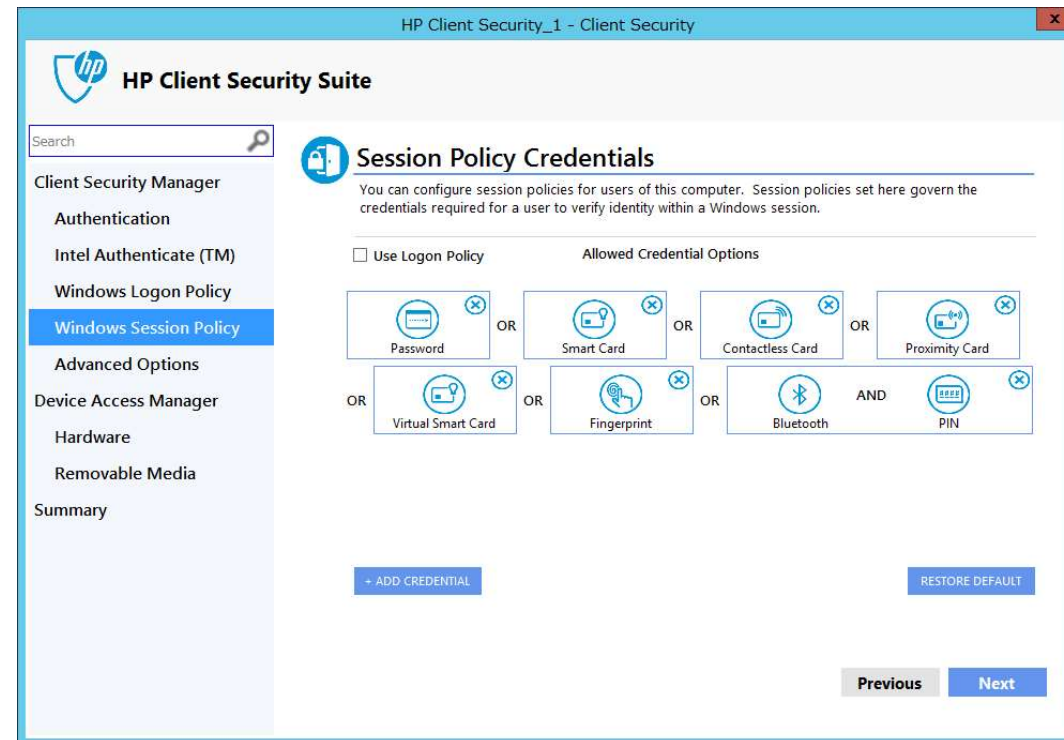 HP Client Security_1 - Client Security
x
hp
HP Client Security Suite
Search
Client Security Manager
Authentication
Intel Authenticate (TM)
Windows Logon Policy
Windows Session Policy
Advanced Options
Device Access Manager
Hardware
Removable Media
Summary
Session Policy Credentials
You can configure session policies for users of this computer. Session policies set here govern the
credentials required for a user to verify identity within a Windows session.
Use Logon Policy
Allowed Credential Options
Password OR Smart Card OR Contactless Card OR Proximity Card
OR Virtual Smart Card OR Fingerprint OR Bluetooth AND PIN
+ ADD CREDENTIAL
RESTORE DEFAULT
Previous
Next